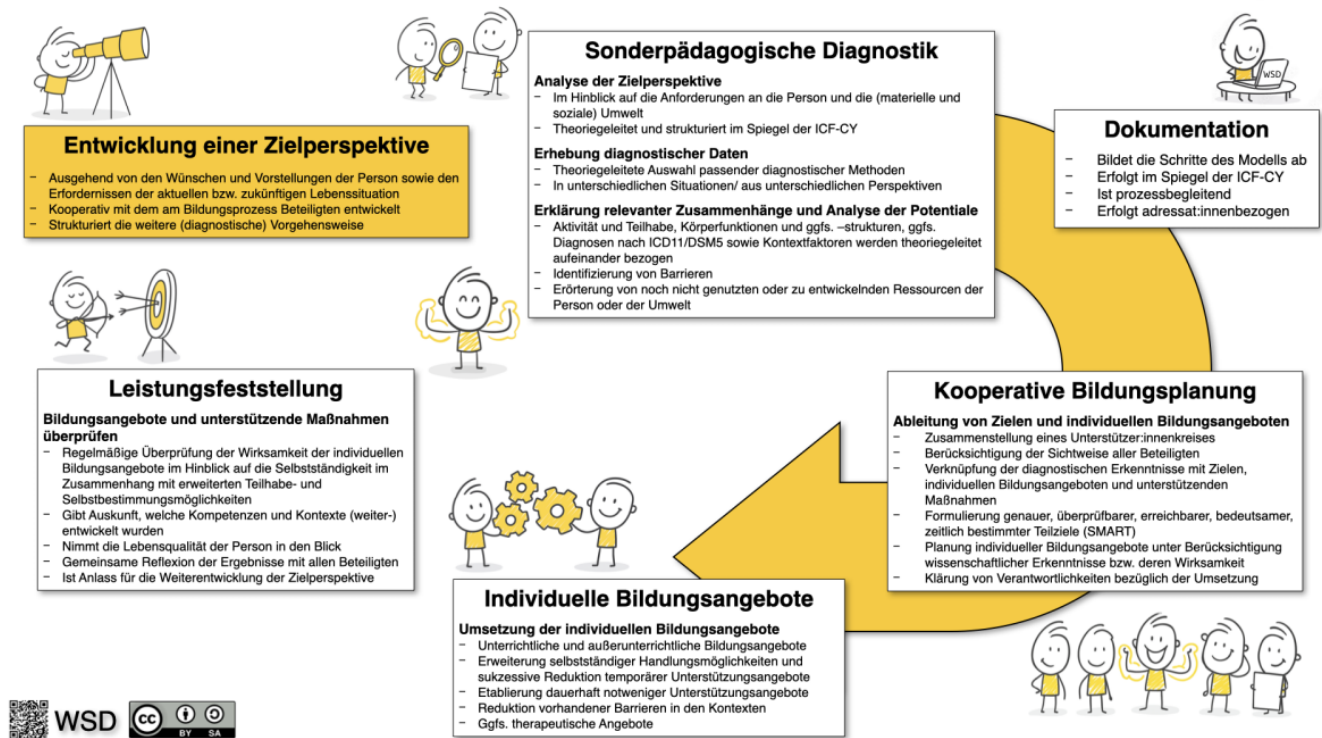 Entwicklung einer Zielperspektive
- Ausgehend von den Wünschen und Vorstellungen der Person sowie den
Erfordernissen der aktuellen bzw. zukünftigen Lebenssituation
- Kooperativ mit dem am Bildungsprozess Beteiligten entwickelt
- Strukturiert die weitere (diagnostische) Vorgehensweise
Sonderpädagogische Diagnostik
Analyse der Zielperspektive
- Im Hinblick auf die Anforderungen an die Person und die (materielle und
soziale) Umwelt
- Theoriegeleitet und strukturiert im Spiegel der ICF-CY
Erhebung diagnostischer Daten
- Theoriegeleitete Auswahl passender diagnostischer Methoden
- In unterschiedlichen Situationen/ aus unterschiedlichen Perspektiven
Erklärung relevanter Zusammenhänge und Analyse der Potentiale
- Aktivität und Teilhabe, Körperfunktionen und ggfs. –strukturen, ggfs.
Diagnosen nach ICD11/DSM5 sowie Kontextfaktoren werden theoriegeleitet
aufeinander bezogen
- Identifizierung von Barrieren
- Erörterung von noch nicht genutzten oder zu entwickelnden Ressourcen der
Person oder der Umwelt
WSD
Dokumentation
- Bildet die Schritte des Modells ab
- Erfolgt im Spiegel der ICF-CY
- Ist prozessbegleitend
- Erfolgt adressat:innenbezogen
Kooperative Bildungsplanung
Ableitung von Zielen und individuellen Bildungsangeboten
- Zusammenstellung eines Unterstützer:innenkreises
- Berücksichtigung der Sichtweise aller Beteiligten
- Verknüpfung der diagnostischen Erkenntnisse mit Zielen,
individuellen Bildungsangeboten und unterstützenden
Maßnahmen
- Formulierung genauer, überprüfbarer, erreichbarer, bedeutsamer,
zeitlich bestimmter Teilziele (SMART)
- Planung individueller Bildungsangebote unter Berücksichtigung
wissenschaftlicher Erkenntnisse bzw. deren Wirksamkeit
- Klärung von Verantwortlichkeiten bezüglich der Umsetzung
Individuelle Bildungsangebote
Umsetzung der individuellen Bildungsangebote
- Unterrichtliche und außerunterrichtliche Bildungsangebote
- Erweiterung selbstständiger Handlungsmöglichkeiten und
sukzessive Reduktion temporärer Unterstützungsangebote
- Etablierung dauerhaft notweniger Unterstützungsangebote
- Reduktion vorhandener Barrieren in den Kontexten
- Ggfs. therapeutische Angebote
Leistungsfeststellung
Bildungsangebote und unterstützende Maßnahmen
überprüfen
- Regelmäßige Überprüfung der Wirksamkeit der individuellen
Bildungsangebote im Hinblick auf die Selbstständigkeit im
Zusammenhang mit erweiterten Teilhabe- und
Selbstbestimmungsmöglichkeiten
- Gibt Auskunft, welche Kompetenzen und Kontexte (weiter-)
entwickelt wurden
- Nimmt die Lebensqualität der Person in den Blick
- Gemeinsame Reflexion der Ergebnisse mit allen Beteiligten
- Ist Anlass für die Weiterentwicklung der Zielperspektive
WSD
cc
BY SA